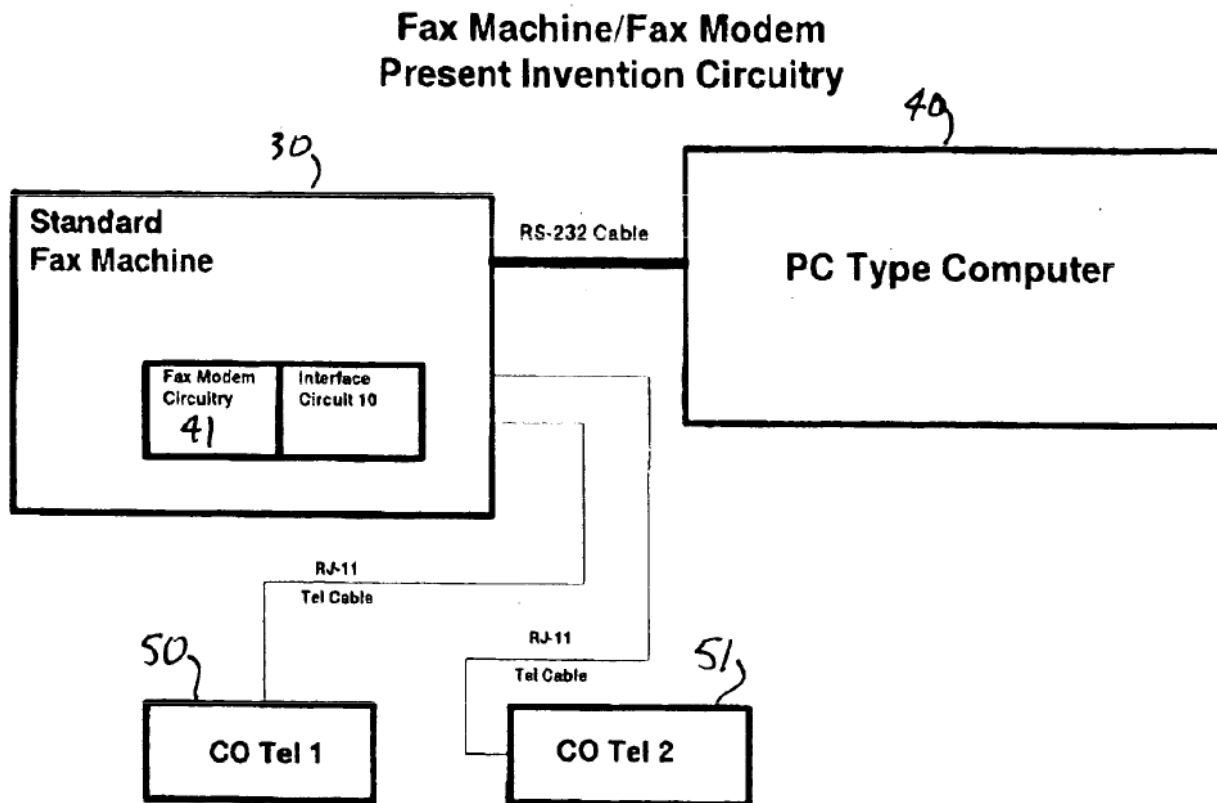 Fax Machine/Fax Modem
Present Invention Circuitry
40
30
Standard
Fax Machine
RS-232 Cable
PC Type Computer
Fax Modem
Circuitry
41
Interface
Circuit 10
RJ-11
Tel Cable
RJ-11
Tel Cable
50
51
CO Tel 1
CO Tel 2